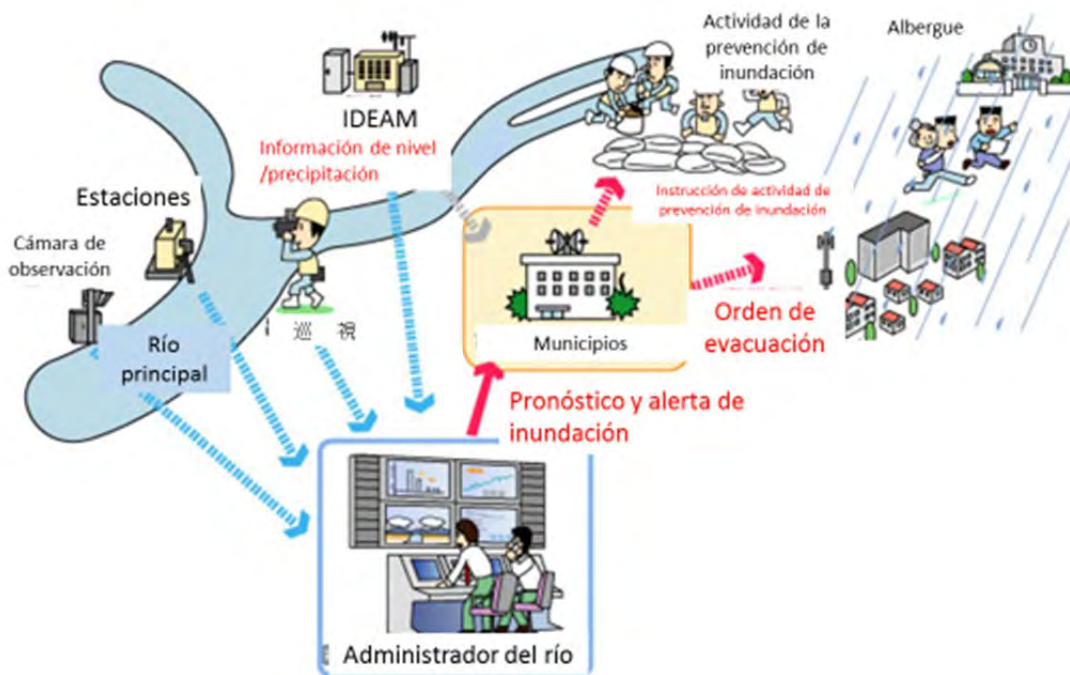 Actividad de la
prevención de
inundación
Albergue
IDEAM
Información de nivel
/precipitación
Estaciones
Cámara de
observación
Instrucción de actividad de
prevención de inundación
巡 視
Río
principal
Municipios
Orden de
evacuación
Pronóstico y alerta de
inundación
Administrador del río